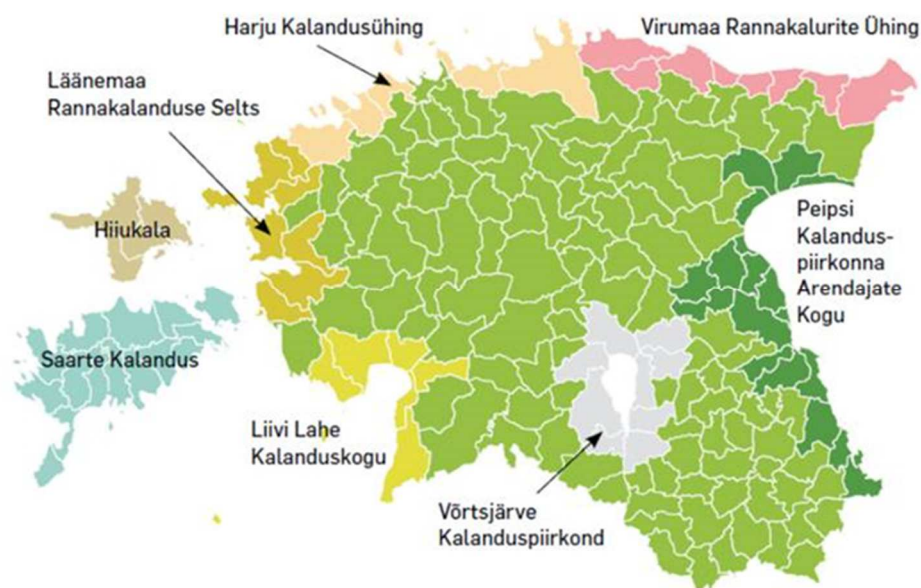 Harju Kalandusühing
Virumaa Rannakalurite Ühing
Läänemaa
Rannakalanduse Selts
Hiiukala
Peipsi
Kalandus-
piirkonna
Arendajate
Kogu
Saarte Kalandus
Liivi Lahe
Kalanduskogu
Võrtsjärve
Kalanduspiirkond